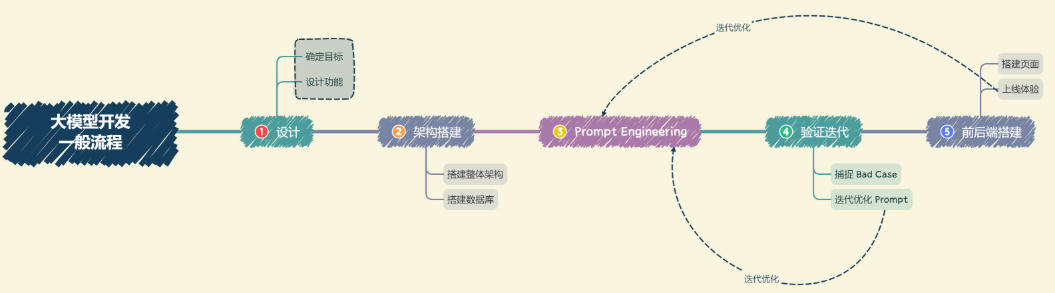 大模型开发
一般流程
1 设计
确定目标
设计功能
2 架构搭建
搭建整体架构
搭建数据库
3 Prompt Engineering
4 验证迭代
捕捉 Bad Case
迭代优化 Prompt
5 前后端搭建
搭建页面
上线体验
迭代优化
迭代优化